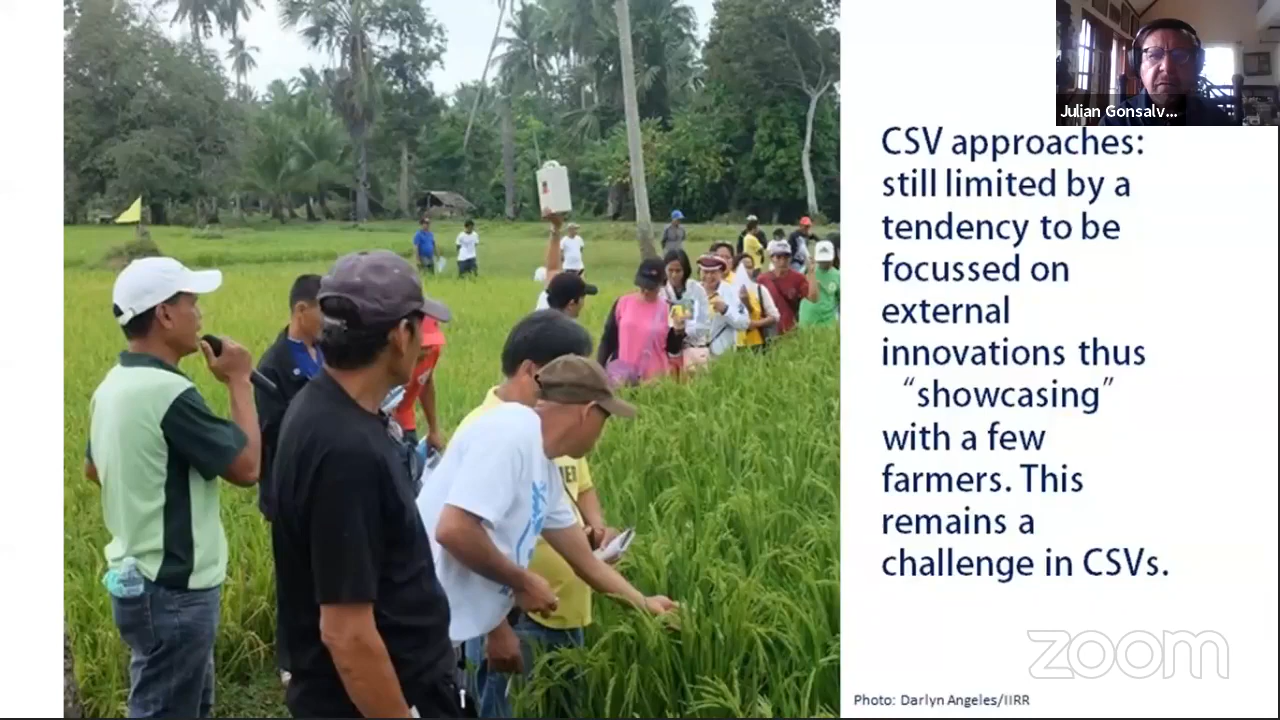 Julian Gonsalv...
CSV approaches:
still limited by a
tendency to be
focussed on
external
innovations thus
“showcasing”
with a few
farmers. This
remains a
challenge in CSVs.
zoom
Photo: Darlyn Angeles/IIRR